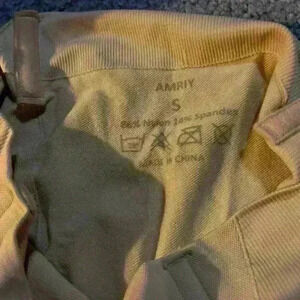 AMRIY
S
86% Nylon 14% Spandex
MADE IN CHINA